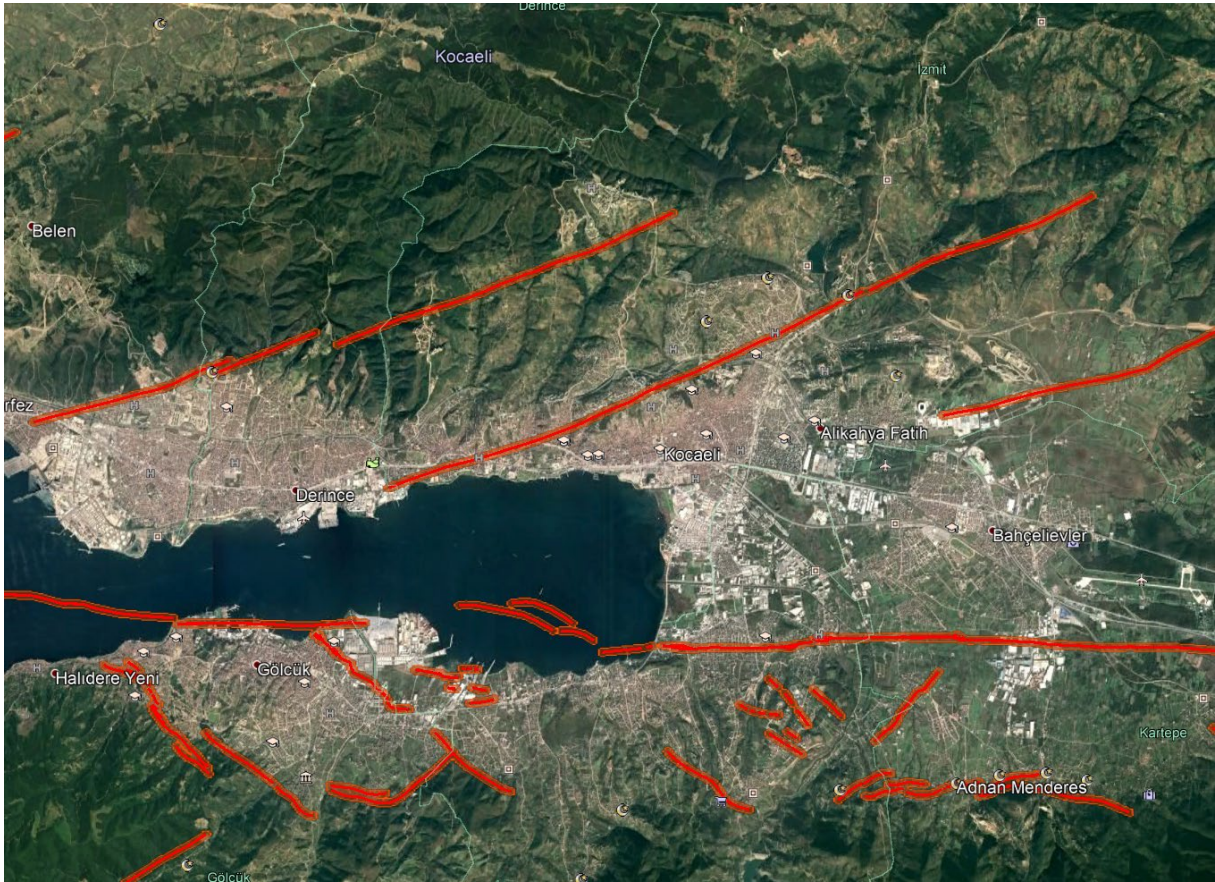 Derince
Kocaeli
İzmit
Belen
rfez
Alikahya Fatih
Kocaeli
Derince
Bahçelievler
Gölcük
Halıdere Yeni
Kartepe
Adnan Menderes
Gölcük